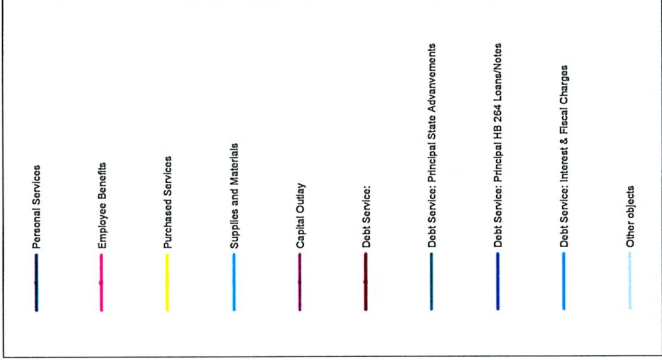 Personal Services
Employee Benefits
Purchased Services
Supplies and Materials
Capital Outlay
Debt Service:
Debt Service: Principal State Advanvements
Debt Service: Principal HB 264 Loans/Notes
Debt Service: Interest & Fiscal Charges
Other objects